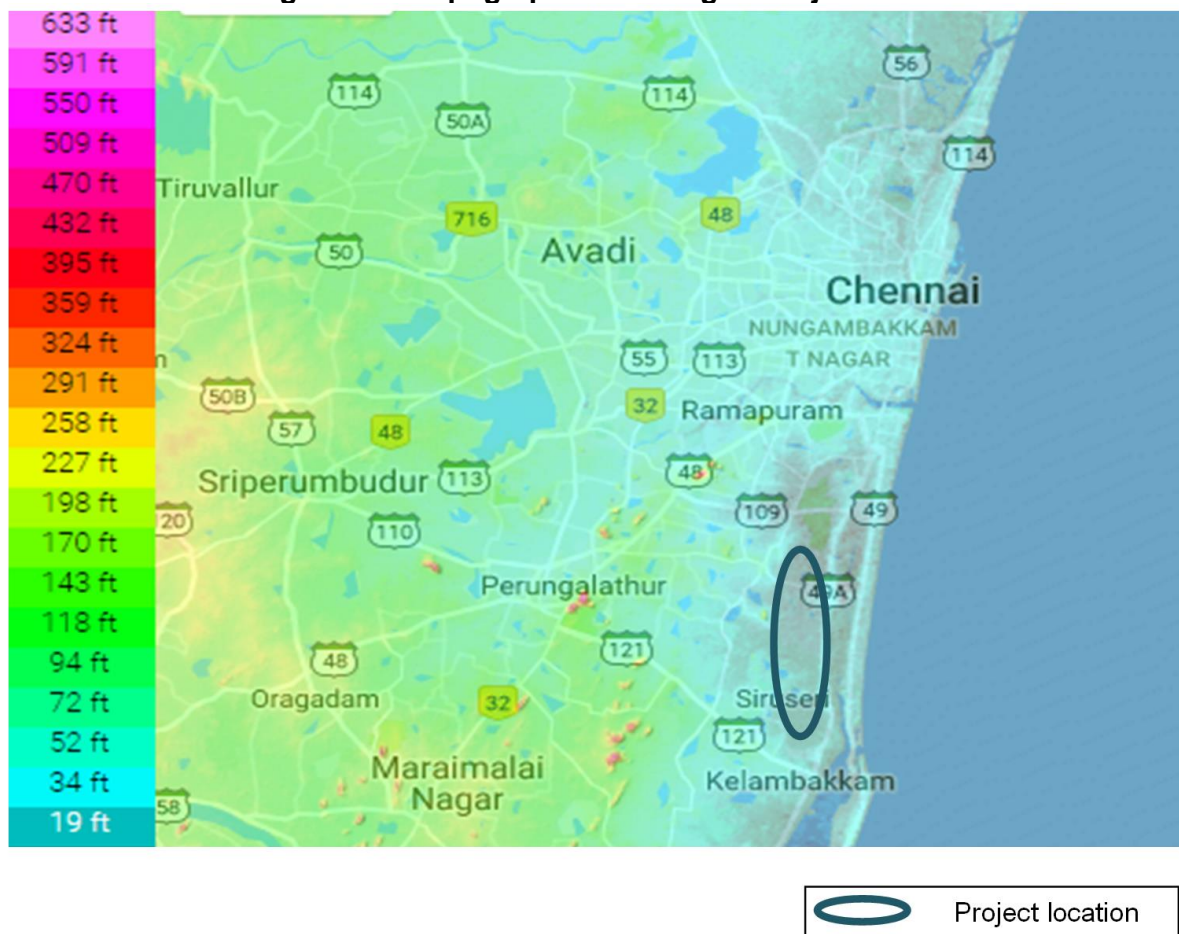 633 ft
591 ft
550 ft
509 ft
470 ft
432 ft
395 ft
359 ft
324 ft
291 ft
258 ft
227 ft
198 ft
170 ft
143 ft
118 ft
94 ft
72 ft
52 ft
34 ft
19 ft
56
114
114
50A
114
Tiruvallur
716
48
50
Avadi
Chennai
NUNGAMBAKKAM
T NAGAR
55
113
50B
32
Ramapuram
57
48
Sriperumbudur
113
48
120
110
109
49
Perungalathur
49A
121
48
Oragadam
32
Siruseri
121
Maraimalai
Nagar
Kelambakkam
58
Project location